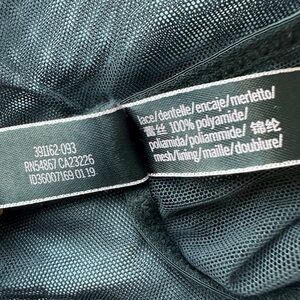 391162-093
RN54867 CA23226
ID36007169 01.19
lace/dentelle/encaje/merletto/
蕾丝 100% polyamide/
poliamida/poliammide/ 锦纶
mesh/lining/maille/doublure/